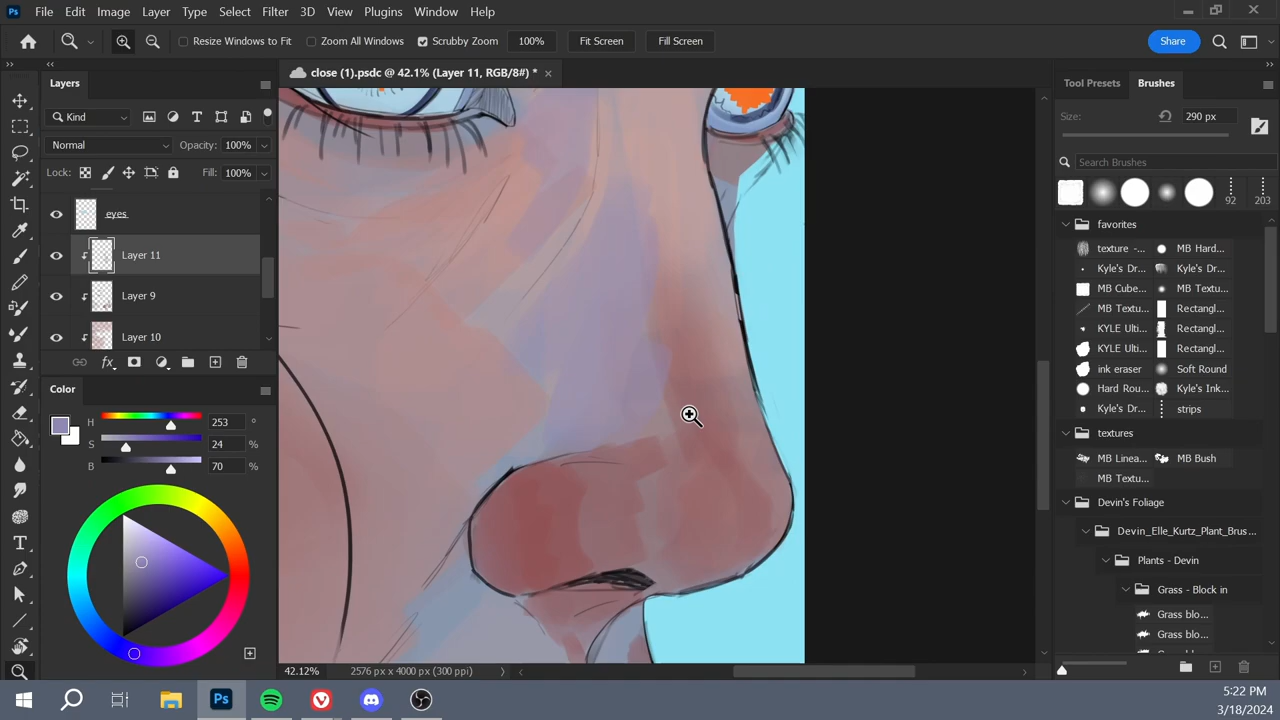 Ps File Edit Image Layer Type Select Filter 3D View Plugins Window Help
Resize Windows to Fit Zoom All Windows Scrubby Zoom 100% Fit Screen Fill Screen Share
Layers
close (1).psdc @ 42.1% (Layer 11, RGB/8#) *
Tool Presets Brushes
Kind
Size: 290 px
Normal Opacity: 100%
Search Brushes
Lock: Fill: 100%
92 203
eyes
favorites
Layer 11
texture -... MB Hard...
Kyle's Dr... Kyle's Dr...
Layer 9
MB Cube... MB Textu...
MB Textu... Rectangl...
Layer 10
KYLE Ulti... Rectangl...
KYLE Ulti... Rectangl...
fx
ink eraser Soft Round
Color
Hard Rou... Kyle's Ink...
H 253 °
Kyle's Dr... strips
S 24 %
textures
B 70 %
MB Linea... MB Bush
MB Textu...
Devin's Foliage
Devin_Elle_Kurtz_Plant_Brus...
Plants - Devin
Grass - Block in
Grass blo...
Grass blo...
42.12% 2576 px x 4000 px (300 ppi)
Ps
5:22 PM
3/18/2024